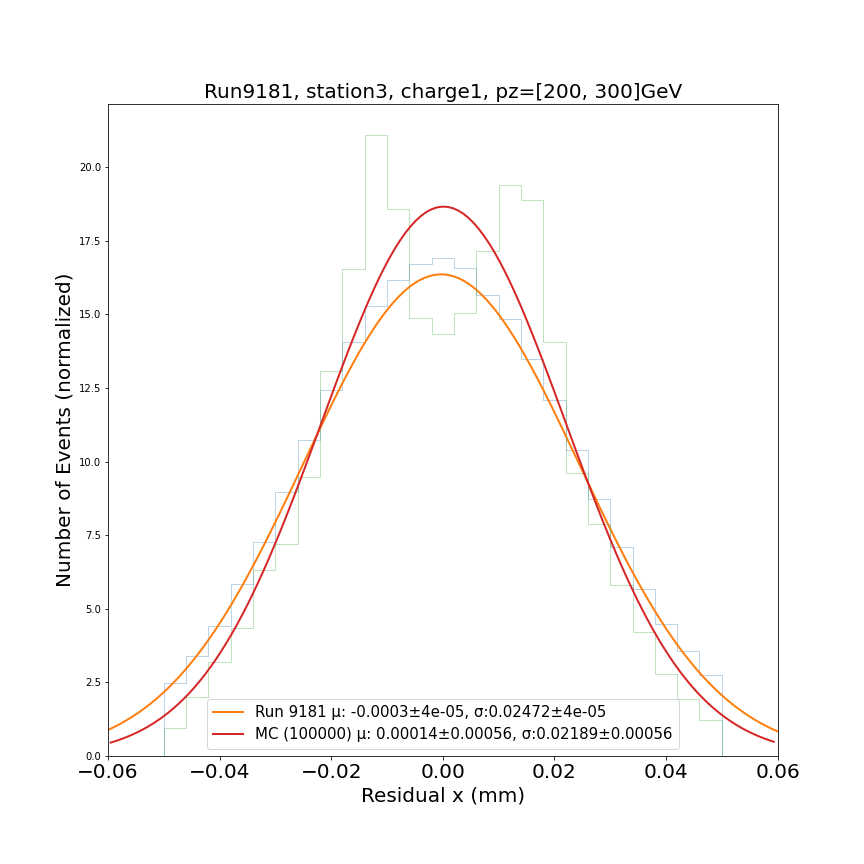 Run9181, station3, charge1, pz=[200, 300]GeV
Number of Events (normalized)
20.0
17.5
15.0
12.5
10.0
7.5
5.0
2.5
0.0
Run 9181 μ: -0.0003±4e-05, σ:0.02472±4e-05
MC (100000) μ: 0.00014±0.00056, σ:0.02189±0.00056
−0.06 −0.04 −0.02 0.00 0.02 0.04 0.06
Residual x (mm)